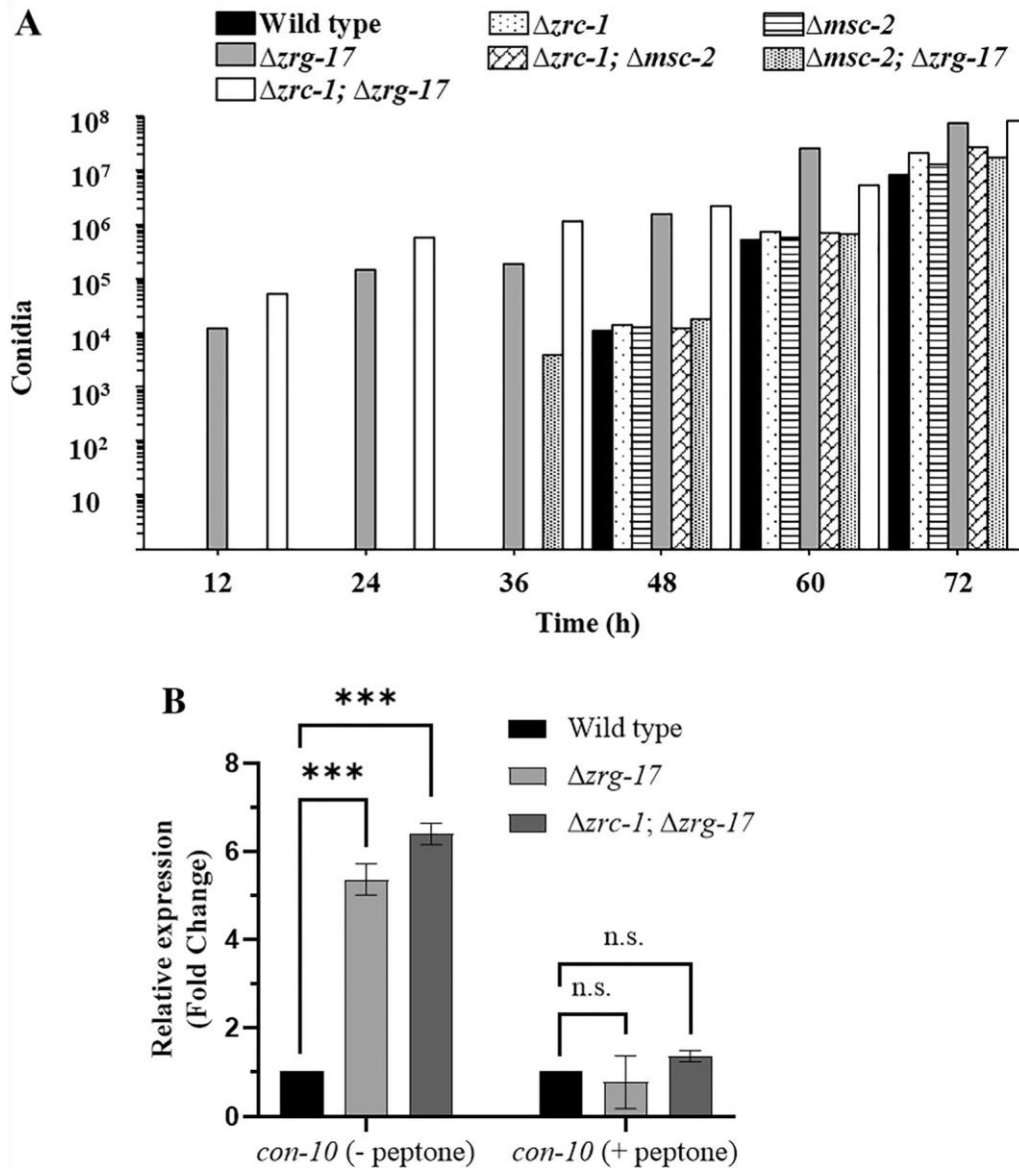 A
Wild type
Δzrc-1
Δmsc-2
Δzrg-17
Δzrc-1; Δmsc-2
Δmsc-2; Δzrg-17
Δzrc-1; Δzrg-17
10⁸
10⁷
10⁶
10⁵
10⁴
10³
10²
10
Conidia
12 24 36 48 60 72
Time (h)
B
***
***
Wild type
Δzrg-17
Δzrc-1; Δzrg-17
8
6
4
2
0
Relative expression
(Fold Change)
n.s.
n.s.
con-10 (- peptone) con-10 (+ peptone)